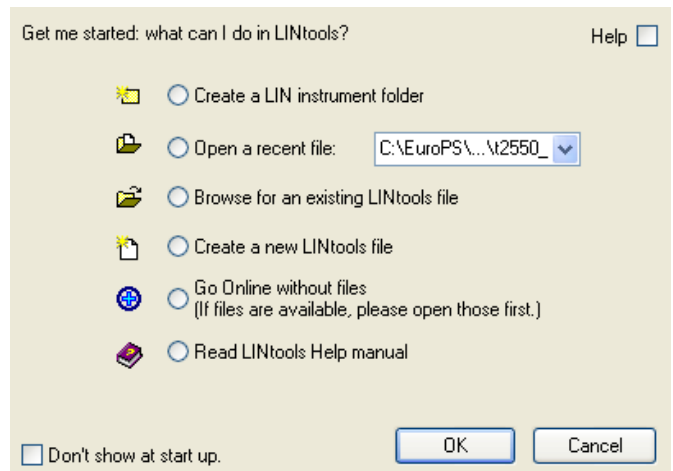 Get me started: what can I do in LINtools?
Help
Create a LIN instrument folder
Open a recent file:
C:\EuroPS\...\t2550_
Browse for an existing LINtools file
Create a new LINtools file
Go Online without files
(If files are available, please open those first.)
Read LINtools Help manual
Don't show at start up.
OK
Cancel